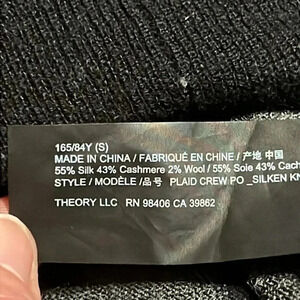 165/84Y (S)
MADE IN CHINA / FABRIQUÉ EN CHINE / 产地 中国
55% Silk 43% Cashmere 2% Wool / 55% Soie 43% Cache
STYLE / MODÈLE /品号 PLAID CREW PO _SILKEN KN
THEORY LLC RN 98406 CA 39862